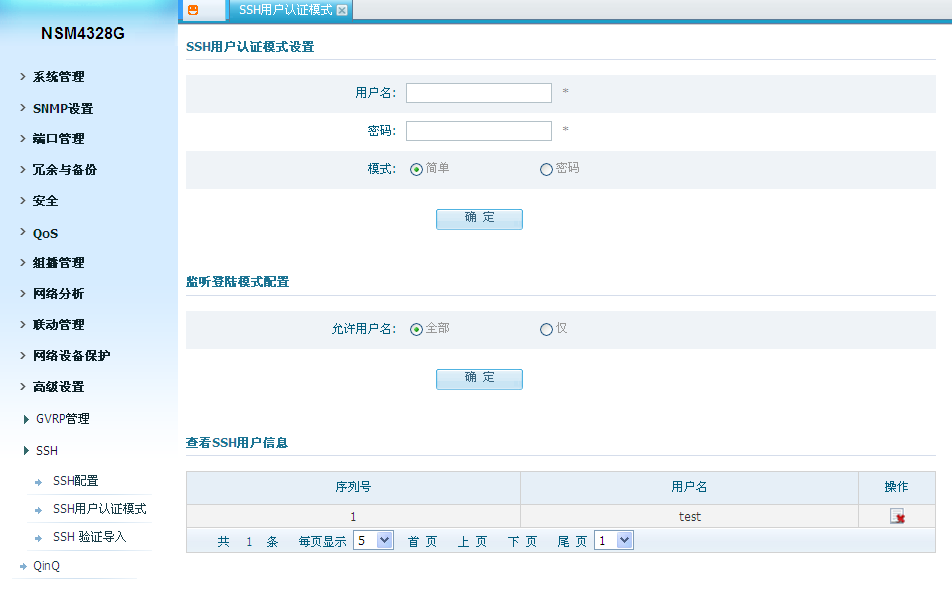 SSH用户认证模式
NSM4328G
系统管理
SNMP设置
端口管理
冗余与备份
安全
QoS
组播管理
网络分析
联动管理
网络设备保护
高级设置
GVRP管理
SSH
SSH配置
SSH用户认证模式
SSH 验证导入
QinQ
SSH用户认证模式设置
用户名: *
密码: *
模式: 简单 密码
确 定
监听登陆模式配置
允许用户名: 全部 仅
确 定
查看SSH用户信息
序列号 用户名 操作
1 test
共 1 条 每页显示 5 首 页 上 页 下 页 尾 页 1